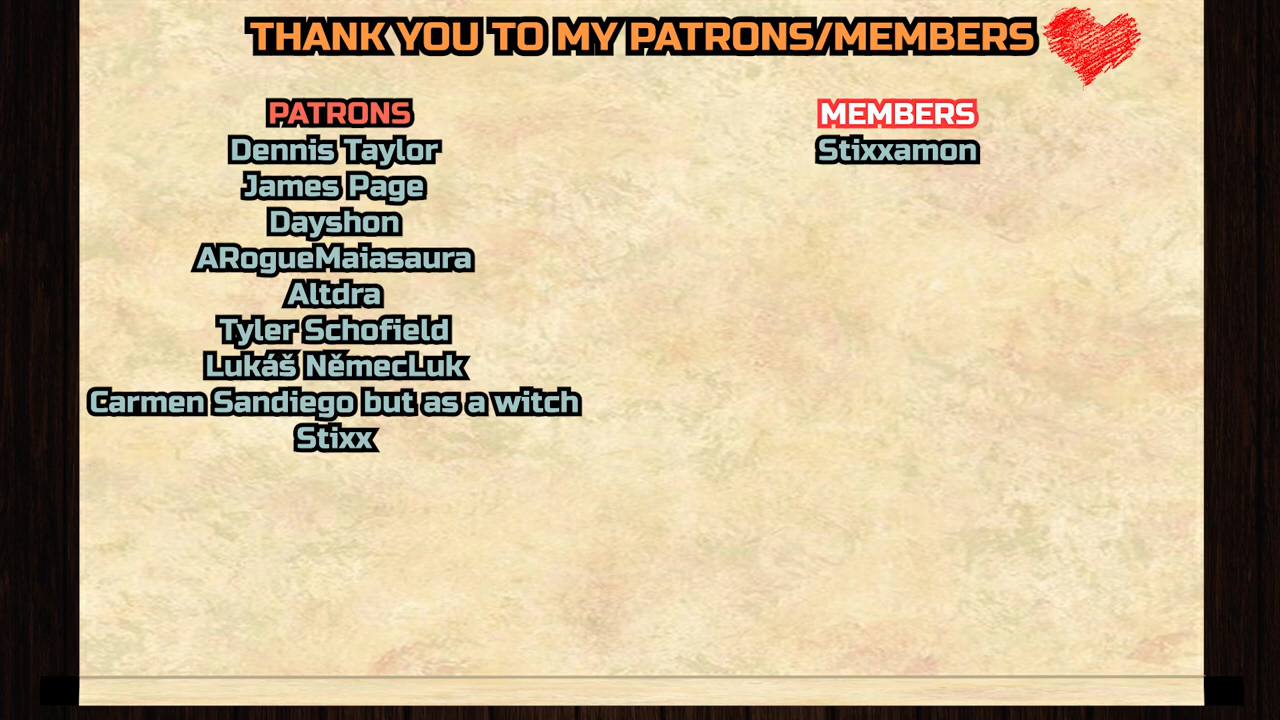 THANK YOU TO MY PATRONS/MEMBERS
PATRONS
Dennis Taylor
James Page
Dayshon
ARogueMaiasaura
Altdra
Tyler Schofield
Lukáš NěmecLuk
Carmen Sandiego but as a witch
Stixx
MEMBERS
Stixxamon